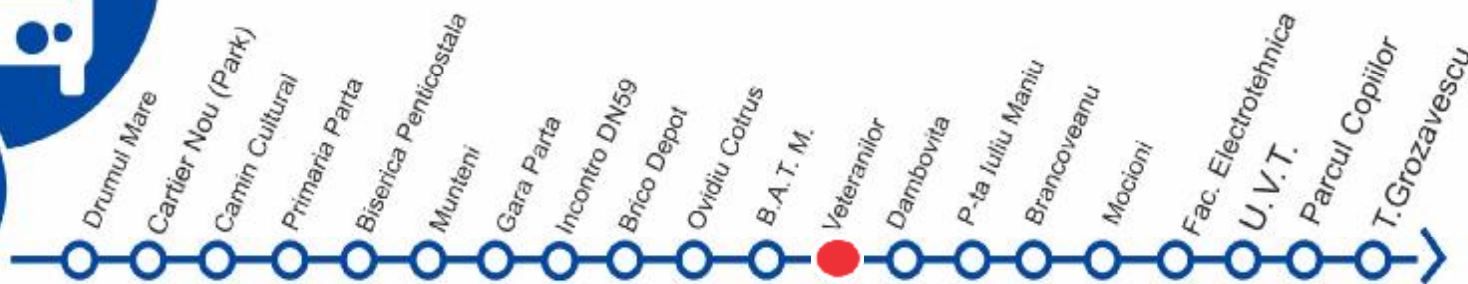 Drumul Mare
Cartier Nou (Park)
Camin Cultural
Primaria Parta
Biserica Penticostala
Munteni
Gara Parta
Incontro DN59
Brico Depot
Ovidiu Cotrus
B.A.T. M.
Veteranilor
Dambovita
P-ta Iuliu Maniu
Brancoveanu
Mocioni
Fac. Electrotehnica
U.V.T.
Parcul Copiilor
T.Grozavescu